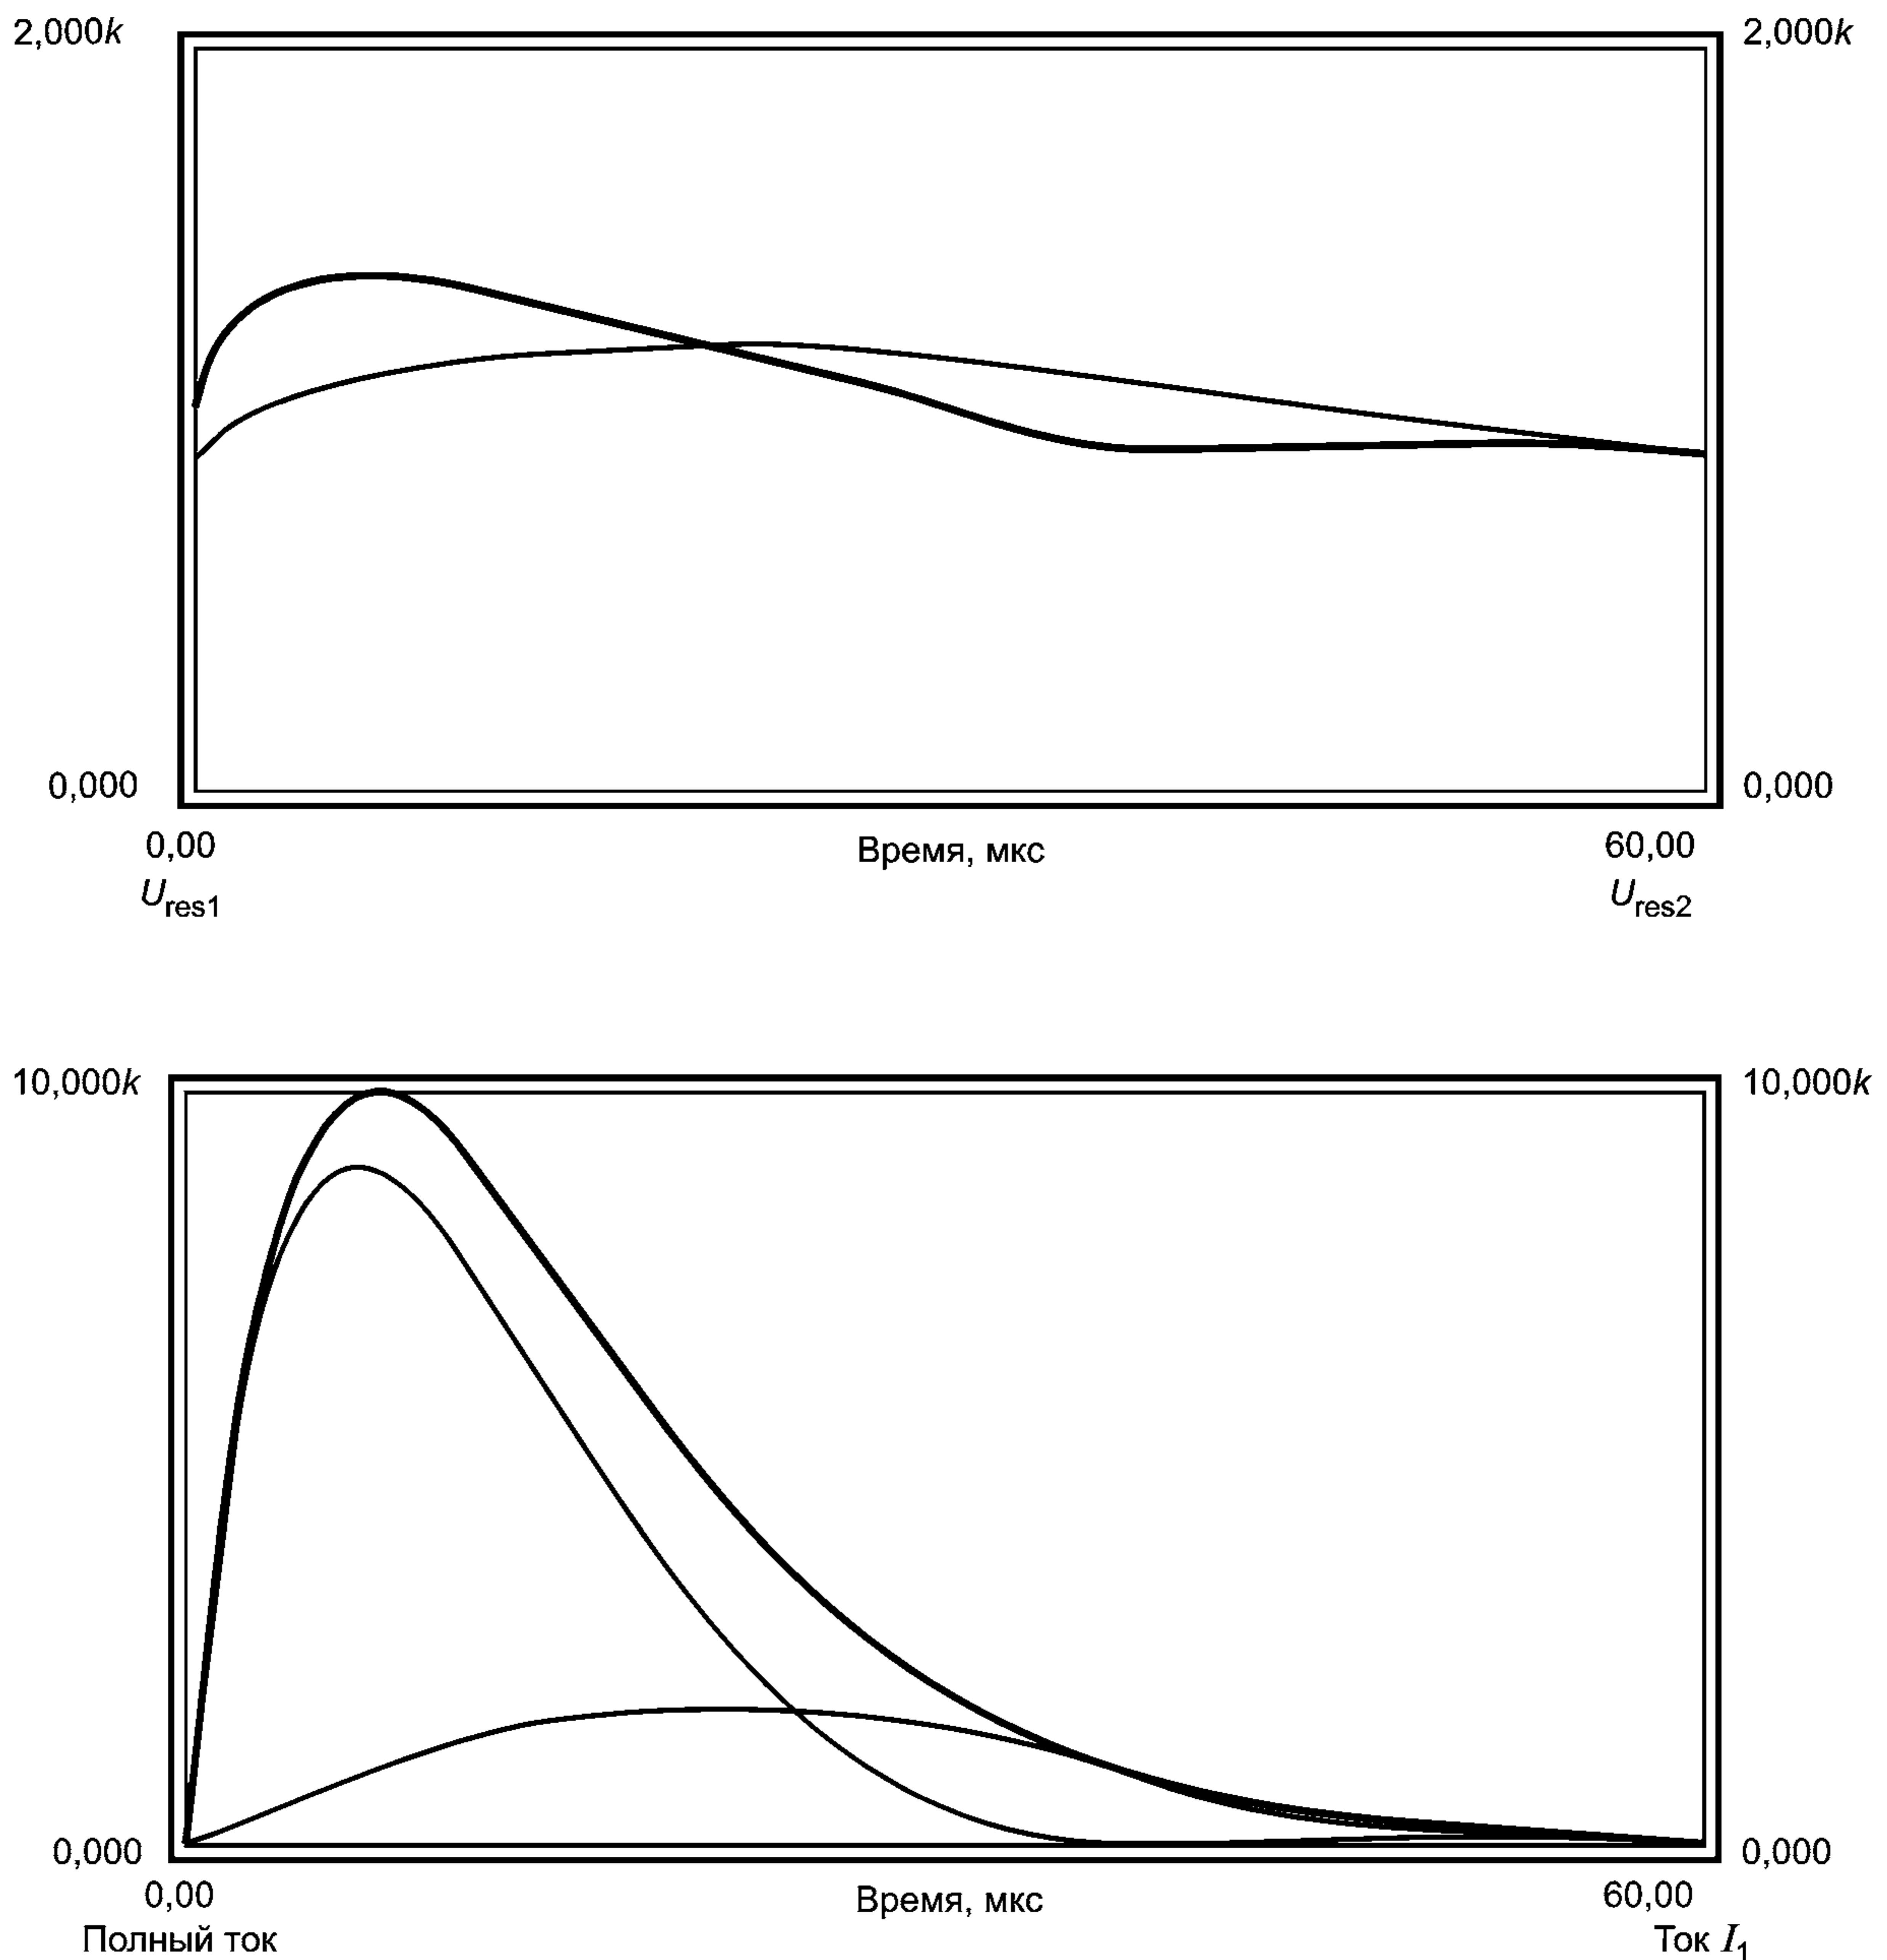 2,000k 2,000k
0,000 0,000
0,00 Время, мкс 60,00
Ures1 Ures2
10,000k 10,000k
0,000 0,000
0,00 Время, мкс 60,00
Полный ток Ток I1